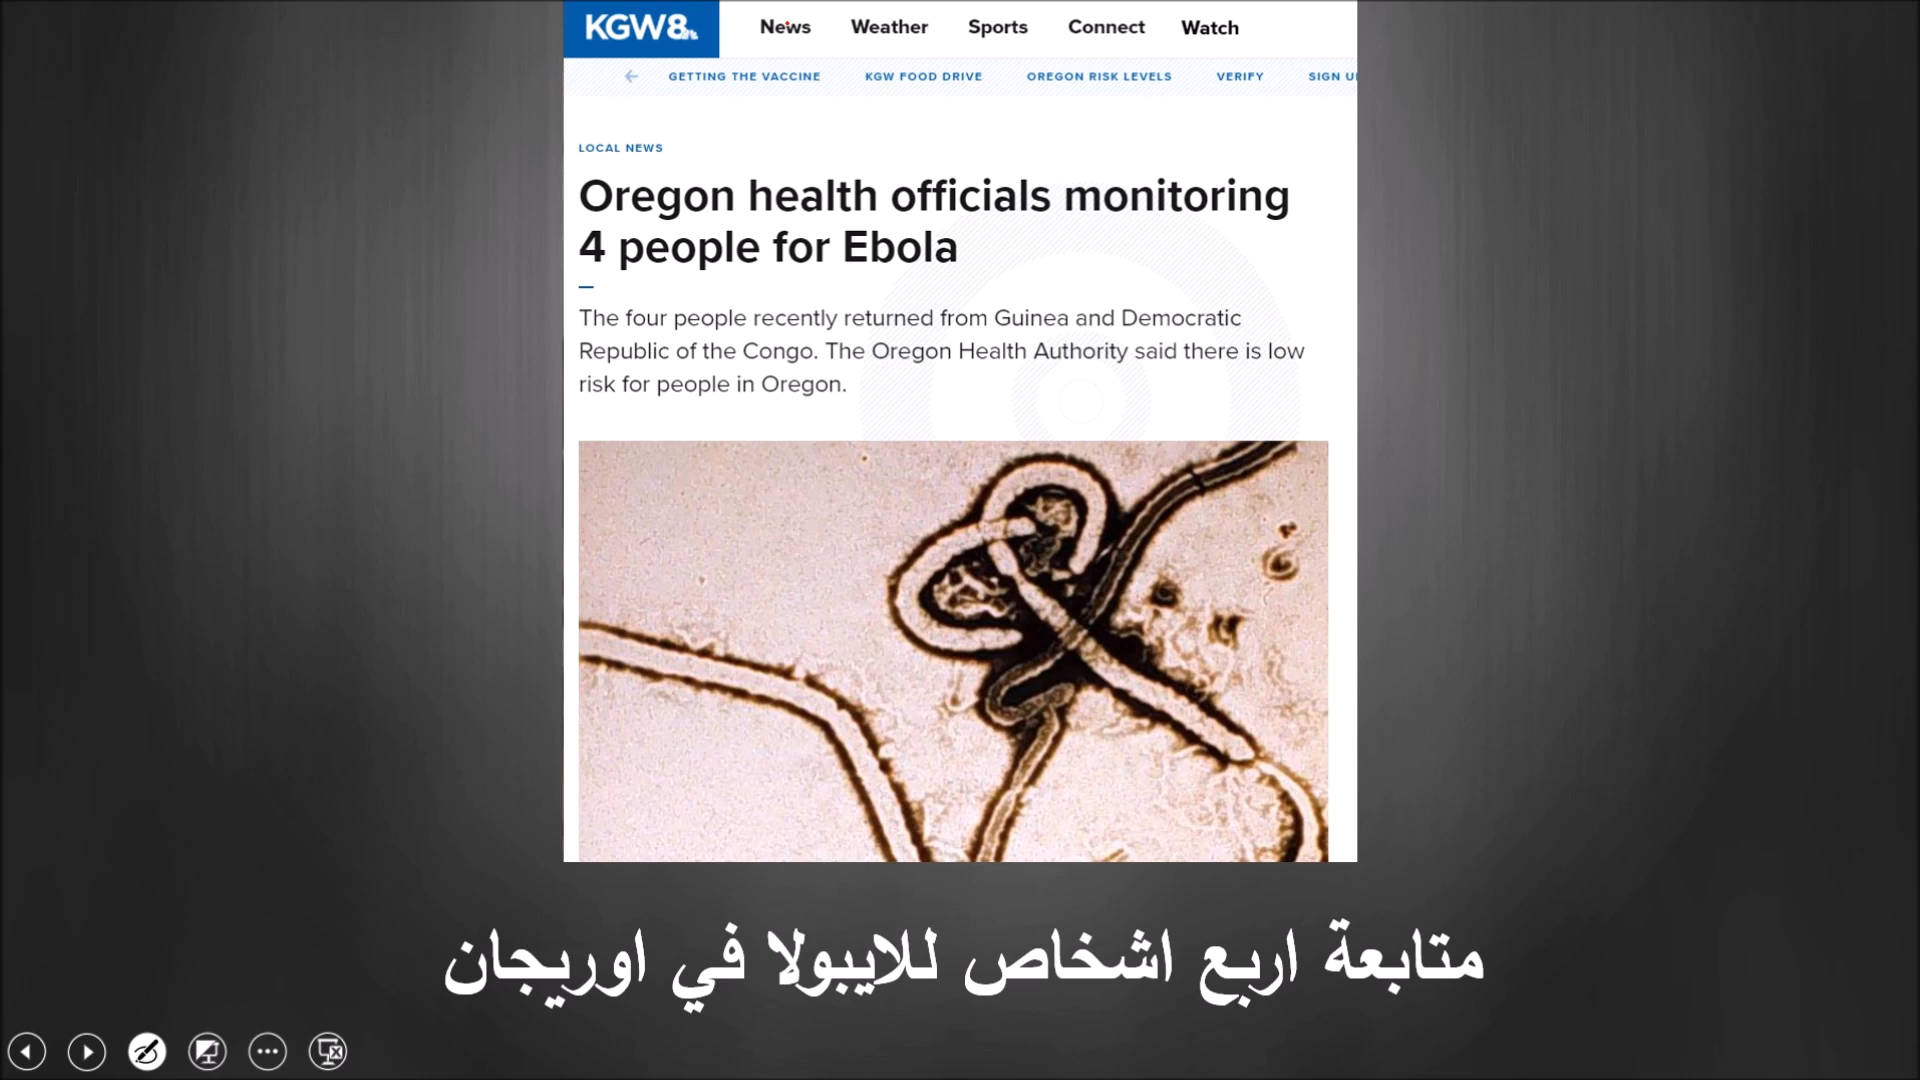 KGW8
News Weather Sports Connect Watch
GETTING THE VACCINE KGW FOOD DRIVE OREGON RISK LEVELS VERIFY SIGN
LOCAL NEWS
Oregon health officials monitoring
4 people for Ebola
The four people recently returned from Guinea and Democratic
Republic of the Congo. The Oregon Health Authority said there is low
risk for people in Oregon.
متابعة اربع اشخاص للايبولا في اوريجان